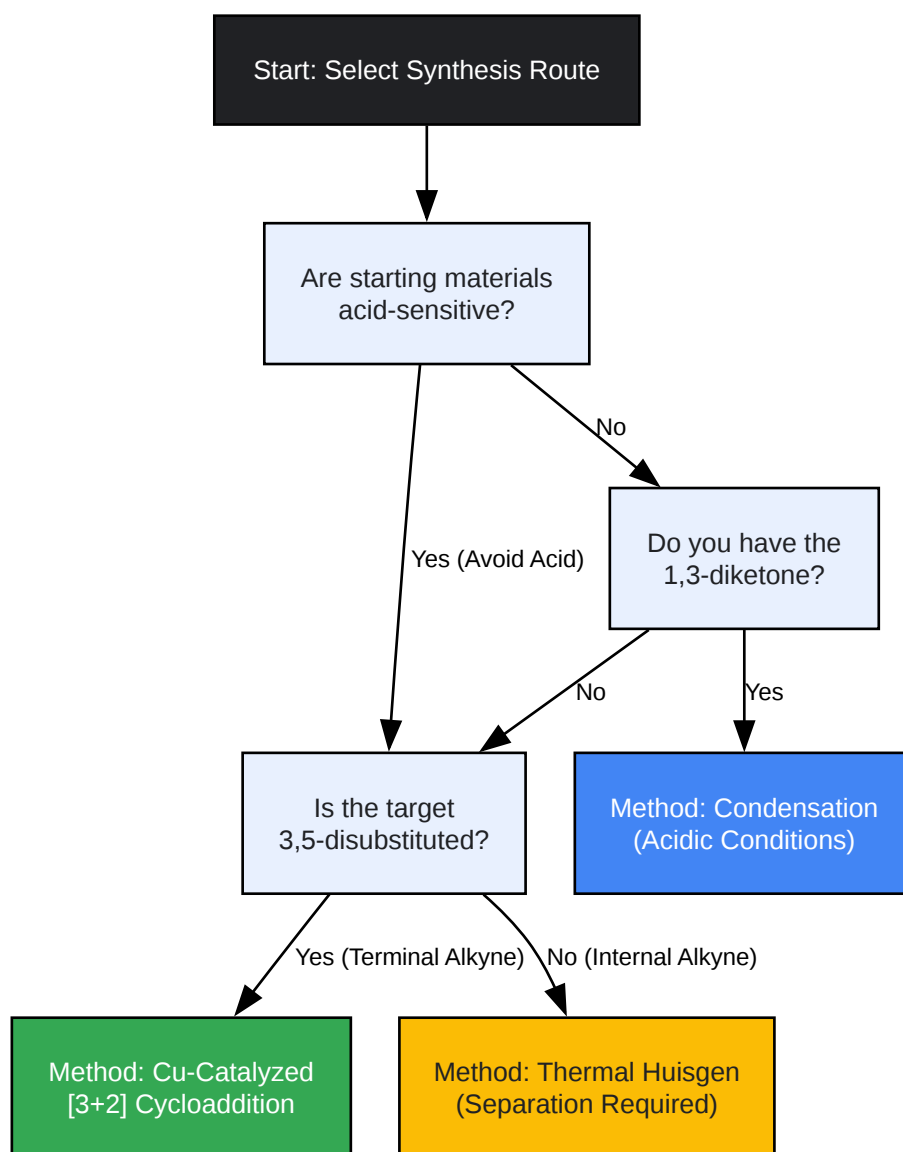 Start: Select Synthesis Route
Are starting materials
acid-sensitive?
No
Yes (Avoid Acid)
Do you have the
1,3-diketone?
No
Yes
Is the target
3,5-disubstituted?
Method: Condensation
(Acidic Conditions)
Yes (Terminal Alkyne)
No (Internal Alkyne)
Method: Cu-Catalyzed
[3+2] Cycloaddition
Method: Thermal Huisgen
(Separation Required)